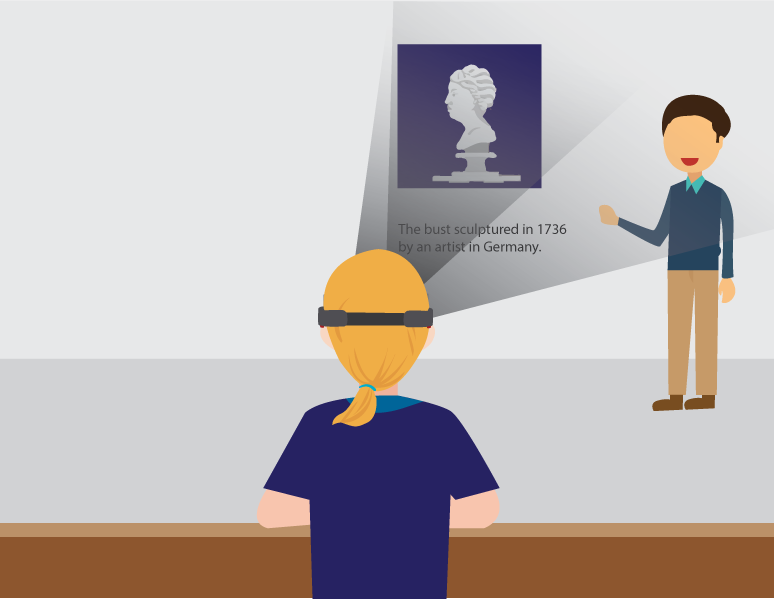 The bust sculptured in 1736
by an artist in Germany.